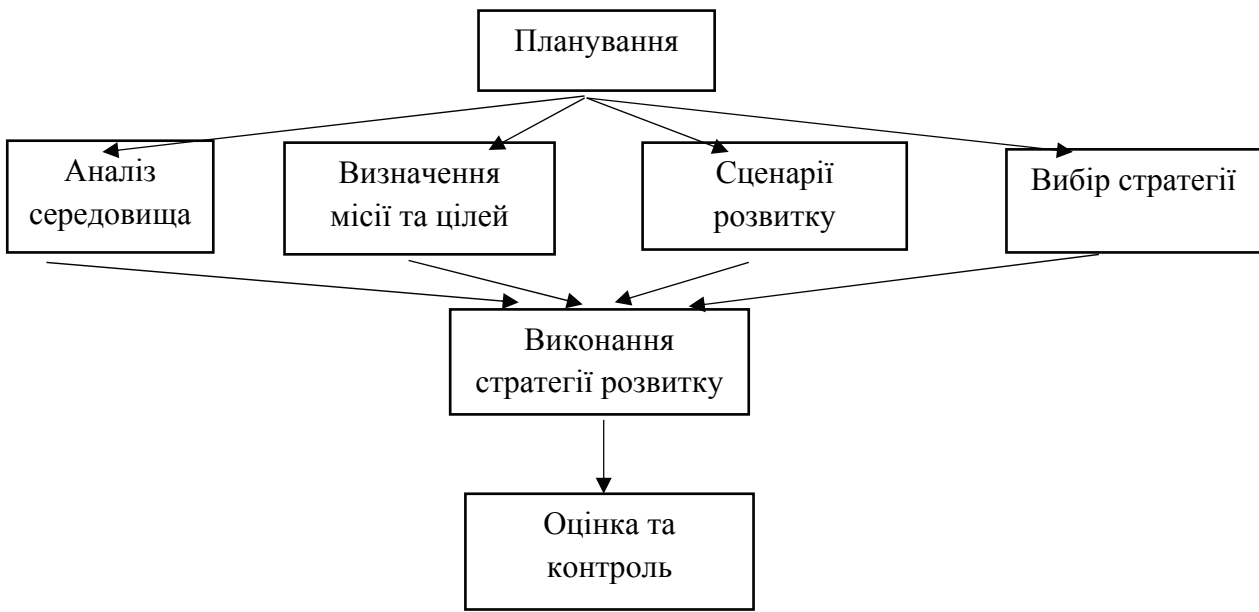 Планування
Аналіз
середовища
Визначення
місії та цілей
Сценарії
розвитку
Вибір стратегії
Виконання
стратегії розвитку
Оцінка та
контроль